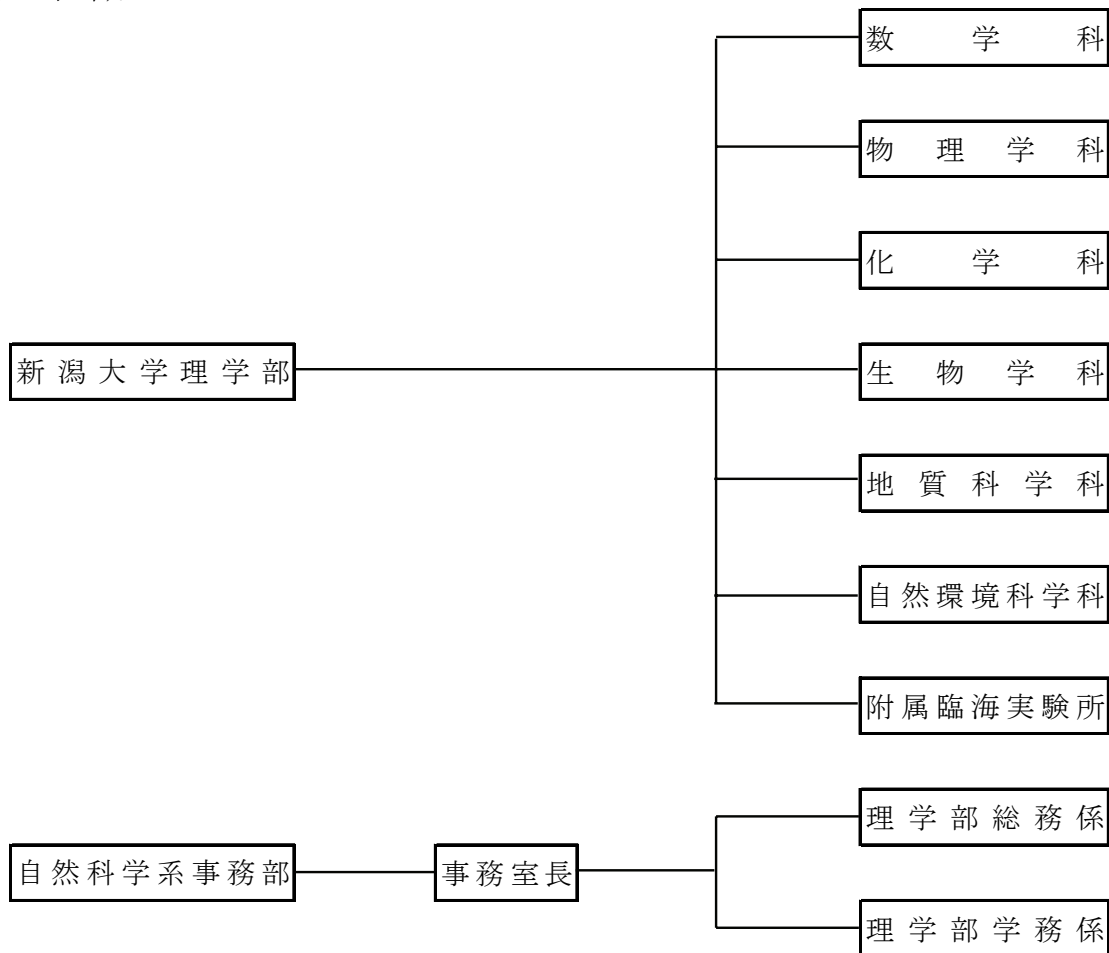 数学科
物理学科
化学科
新潟大学理学部
生物学科
地質科学科
自然環境科学科
附属臨海実験所
理学部総務係
自然科学系事務部
事務室長
理学部学務係